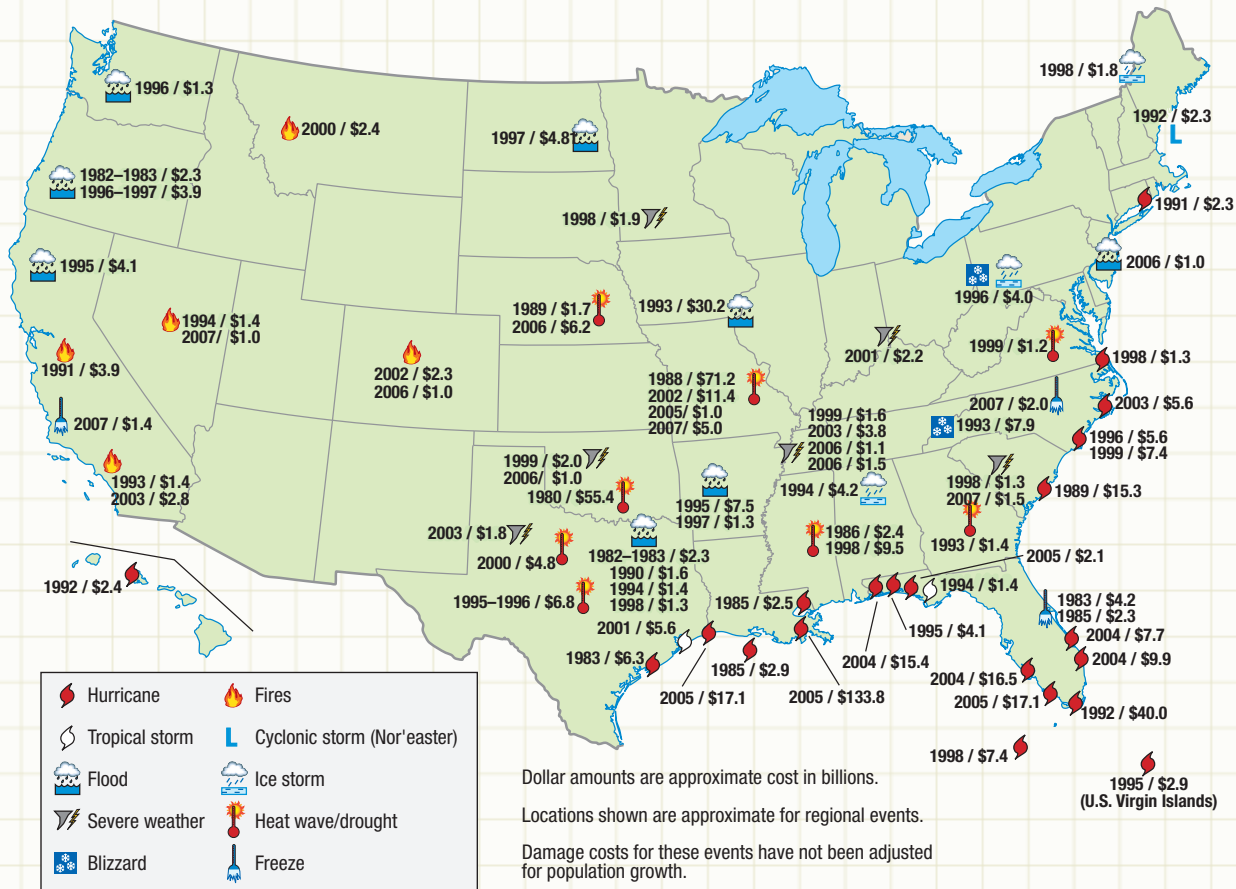 1998 / $1.8
1996 / $1.3
1992 / $2.3
L
2000 / $2.4
1997 / $4.81
1982–1983 / $2.3
1996–1997 / $3.9
1991 / $2.3
1998 / $1.9
1995 / $4.1
2006 / $1.0
1996 / $4.0
1989 / $1.7
2006 / $6.2
1993 / $30.2
1994 / $1.4
2007/ $1.0
1999 / $1.2
2001 / $2.2
1998 / $1.3
1991 / $3.9
2002 / $2.3
2006 / $1.0
1988 / $71.2
2002 / $11.4
2005/ $1.0
2007/ $5.0
2007 / $2.0
2003 / $5.6
2007 / $1.4
1999 / $1.6
2003 / $3.8
2006 / $1.1
2006 / $1.5
1993 / $7.9
1996 / $5.6
1999 / $7.4
1999 / $2.0
2006/ $1.0
1980 / $55.4
1993 / $1.4
2003 / $2.8
1995 / $7.5
1997 / $1.3
1994 / $4.2
1998 / $1.3
2007 / $1.5
1989 / $15.3
2003 / $1.8
2000 / $4.8
1982–1983 / $2.3
1990 / $1.6
1994 / $1.4
1998 / $1.3
1986 / $2.4
1998 / $9.5
1993 / $1.4
2005 / $2.1
1992 / $2.4
1995–1996 / $6.8
1985 / $2.5
1994 / $1.4
1983 / $4.2
1985 / $2.3
2001 / $5.6
1995 / $4.1
2004 / $7.7
1983 / $6.3
1985 / $2.9
2004 / $15.4
2004 / $9.9
2004 / $16.5
2005 / $17.1
2005 / $133.8
2005 / $17.1
1992 / $40.0
1998 / $7.4
1995 / $2.9
(U.S. Virgin Islands)
Hurricane
Tropical storm
Flood
Severe weather
Blizzard
Fires
L Cyclonic storm (Nor'easter)
Ice storm
Heat wave/drought
Freeze
Dollar amounts are approximate cost in billions.
Locations shown are approximate for regional events.
Damage costs for these events have not been adjusted
for population growth.